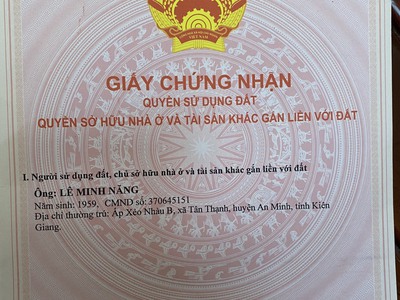 GIẤY CHỨNG NHẬN
QUYỀN SỬ DỤNG ĐẤT
QUYỀN SỞ HỮU NHÀ Ở VÀ TÀI SẢN KHÁC GẮN LIỀN VỚI ĐẤT
I. Người sử dụng đất, chủ sở hữu nhà ở và tài sản khác gắn liền với đất
Ông: LÊ MINH NĂNG
Năm sinh: 1959, CMND số: 370645151
Địa chỉ thường trú: Ấp Xẻo Nhàu B, xã Tân Thạnh, huyện An Minh, tỉnh Kiên
Giang.